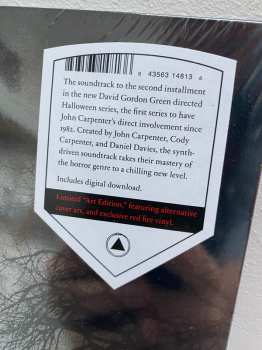 8 43563 14813 6
The soundtrack to the second installment
in the new David Gordon Green directed
Halloween series, the first series to have
John Carpenter's direct involvement since
1982. Created by John Carpenter, Cody
Carpenter, and Daniel Davies, the synth-
driven soundtrack takes their mastery of
the horror genre to a chilling new level.
Includes digital download.
Limited "Art Edition," featuring alternative
cover art, and exclusive red fire vinyl.